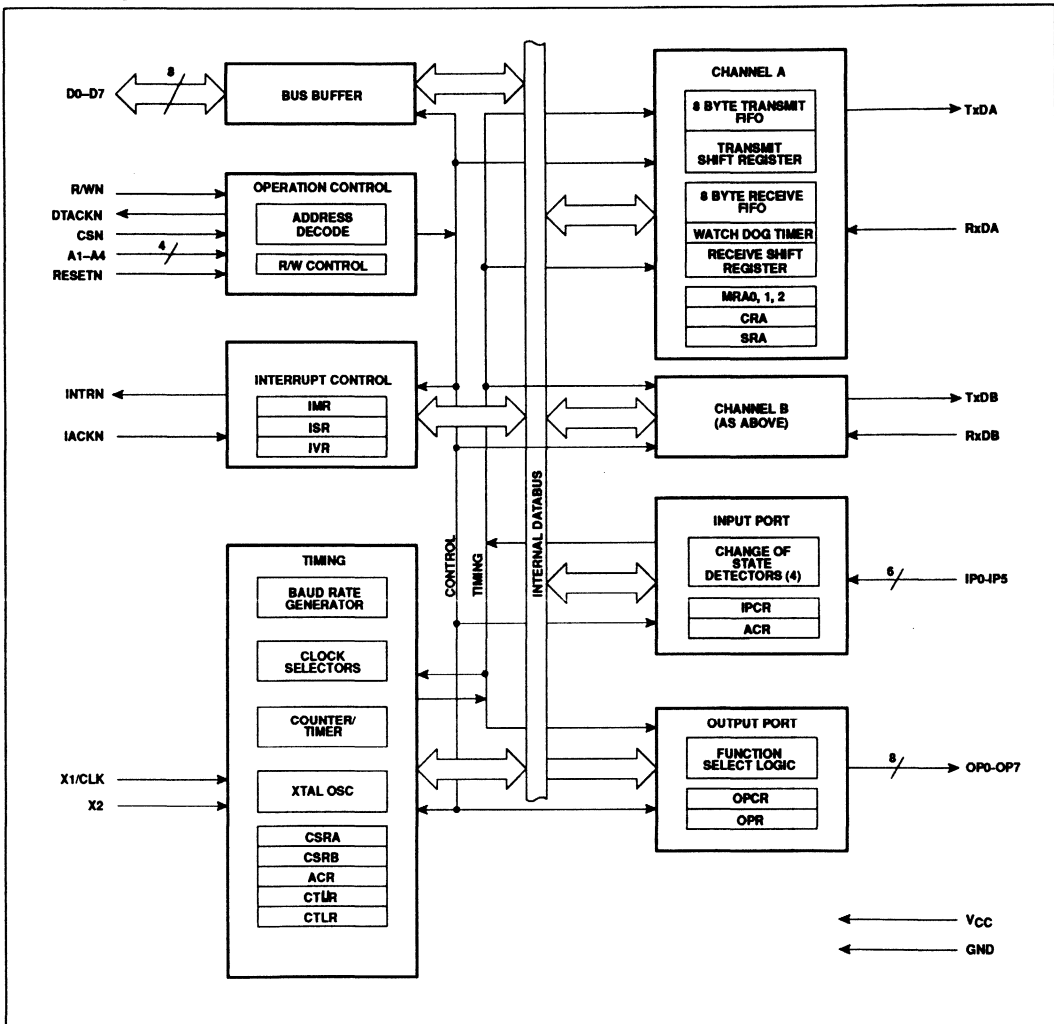 D0–D7
8
BUS BUFFER
R/WN
DTACKN
CSN
A1–A4
4
RESETN
OPERATION CONTROL
ADDRESS
DECODE
R/W CONTROL
INTRN
IACKN
INTERRUPT CONTROL
IMR
ISR
IVR
X1/CLK
X2
TIMING
BAUD RATE
GENERATOR
CLOCK
SELECTORS
COUNTER/
TIMER
XTAL OSC
CSRA
CSRB
ACR
CTUR
CTLR
CONTROL
TIMING
INTERNAL DATABUS
CHANNEL A
8 BYTE TRANSMIT
FIFO
TRANSMIT
SHIFT REGISTER
8 BYTE RECEIVE
FIFO
WATCH DOG TIMER
RECEIVE SHIFT
REGISTER
MRA0, 1, 2
CRA
SRA
TxDA
RxDA
CHANNEL B
(AS ABOVE)
TxDB
RxDB
INPUT PORT
CHANGE OF
STATE
DETECTORS (4)
IPCR
ACR
6
IP0-IP5
OUTPUT PORT
FUNCTION
SELECT LOGIC
OPCR
OPR
8
OP0-OP7
VCC
GND